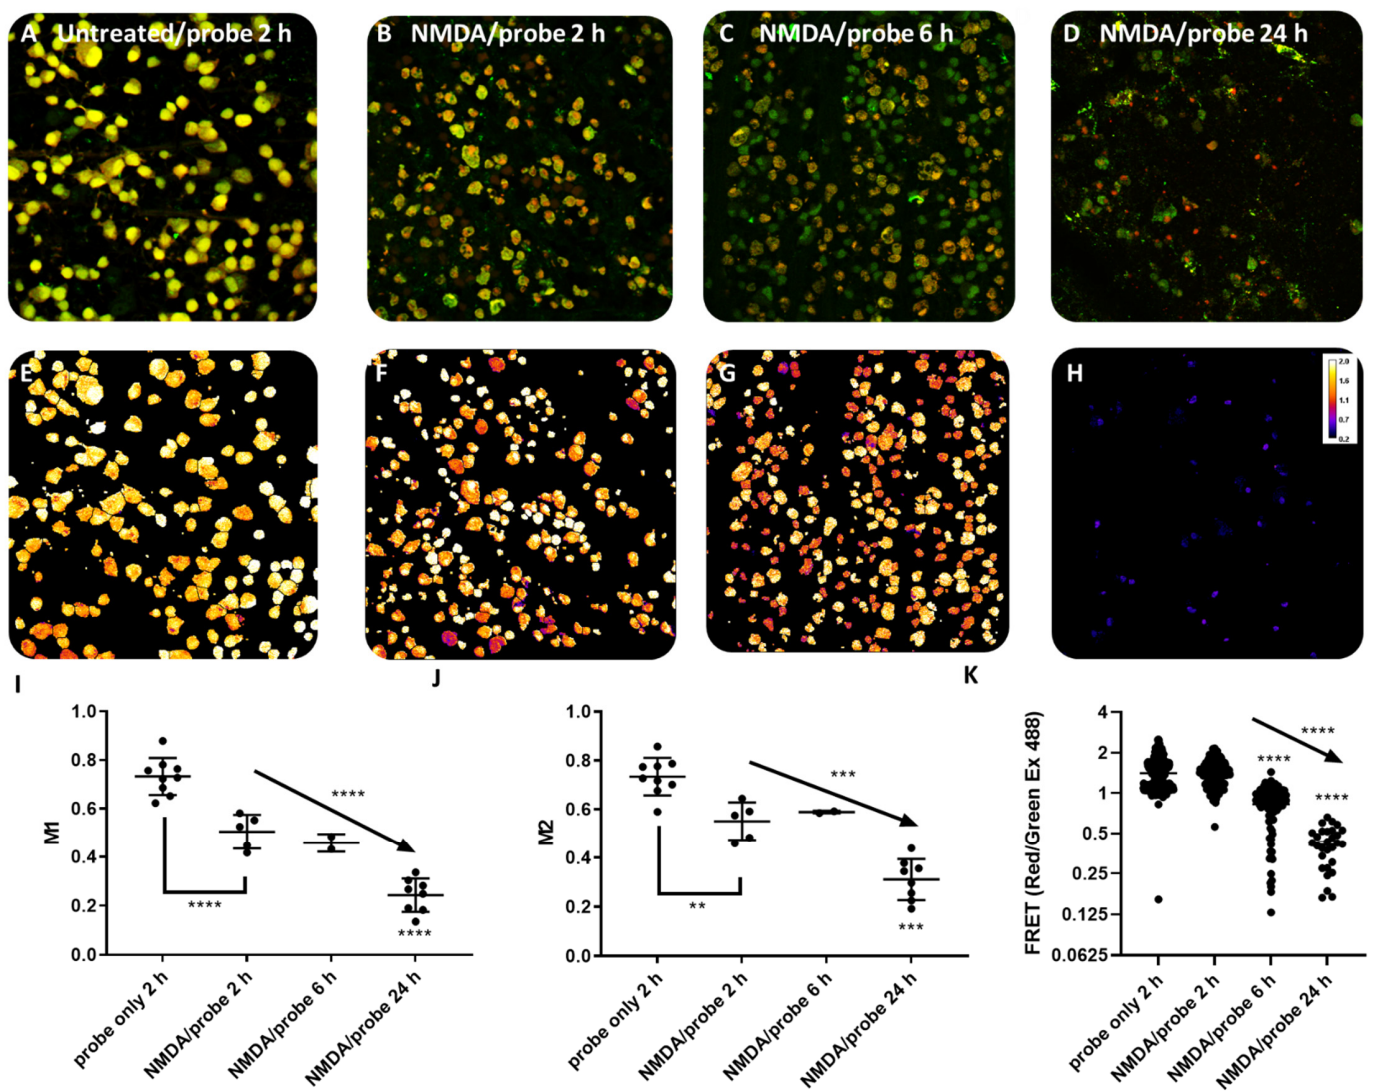 A Untreated/probe 2 h
B NMDA/probe 2 h
C NMDA/probe 6 h
D NMDA/probe 24 h
E
F
G
H
2.0
1.6
1.1
0.7
0.2
I
J
K
M1
1.0
0.8
0.6
0.4
0.2
0.0
****
****
****
probe only 2 h
NMDA/probe 2 h
NMDA/probe 6 h
NMDA/probe 24 h
M2
1.0
0.8
0.6
0.4
0.2
0.0
**
***
***
probe only 2 h
NMDA/probe 2 h
NMDA/probe 6 h
NMDA/probe 24 h
FRET (Red/Green Ex 488)
4
2
1
0.5
0.25
0.125
0.0625
****
****
****
probe only 2 h
NMDA/probe 2 h
NMDA/probe 6 h
NMDA/probe 24 h